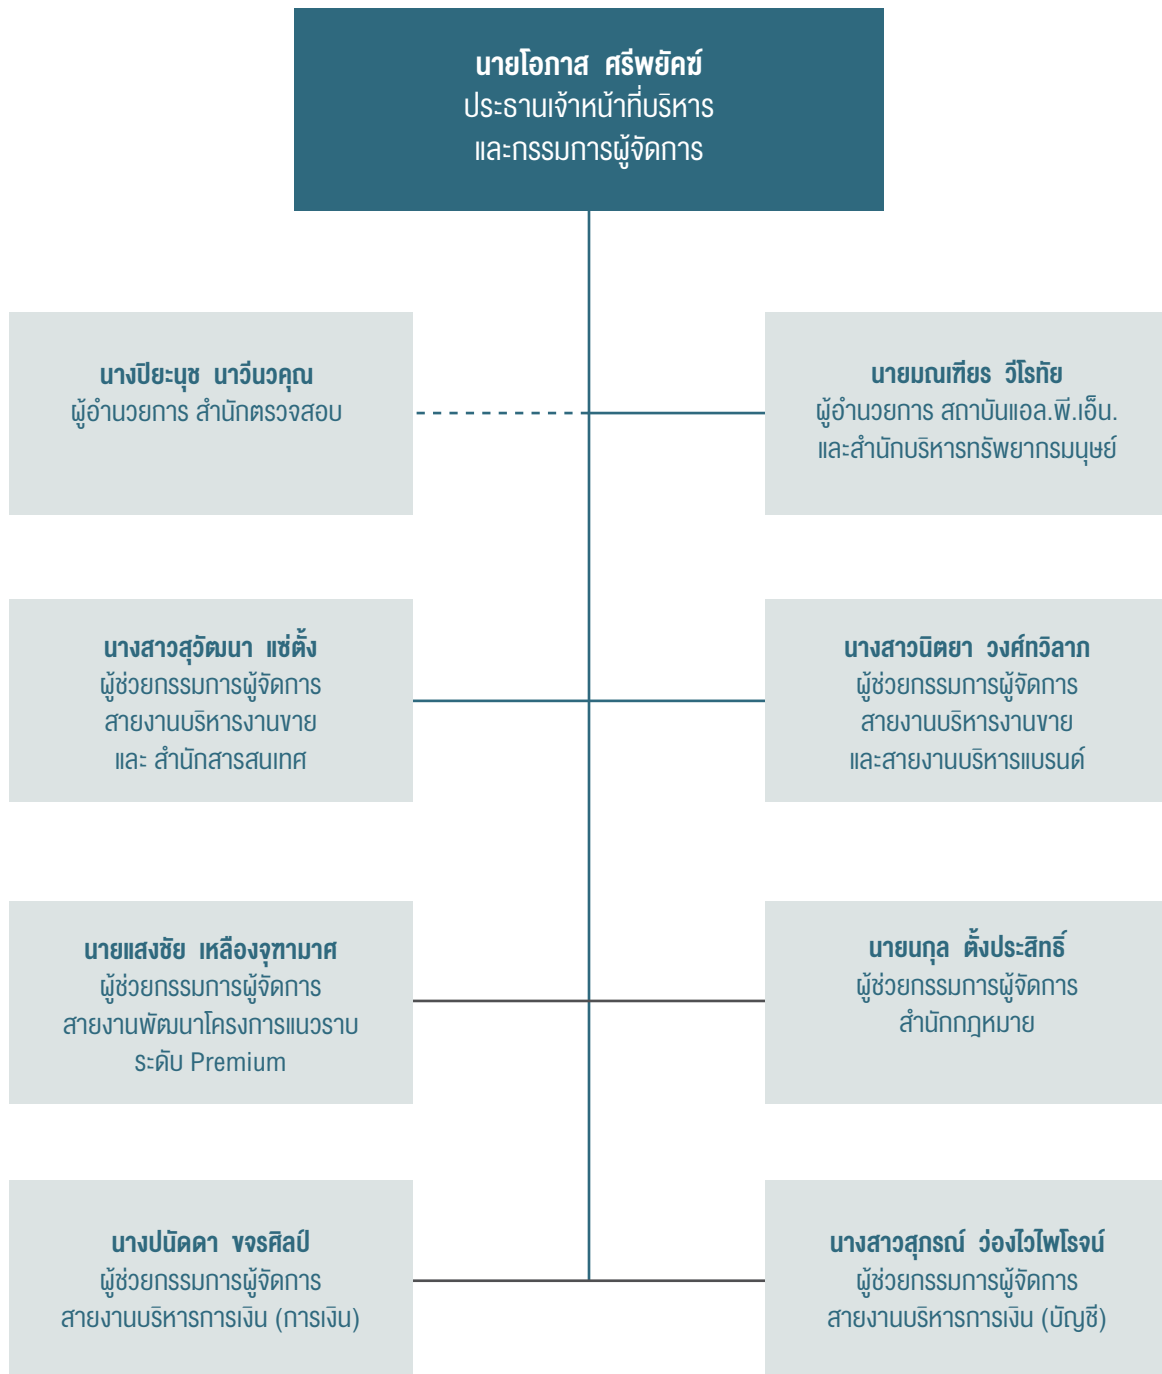 นายโอภาส ศรีพยัคฆ์
ประธานเจ้าหน้าที่บริหาร
และกรรมการผู้จัดการ
นางปิยะนุช นาวีนวคุณ
ผู้อำนวยการ สำนักตรวจสอบ
นายมณเฑียร วีโรทัย
ผู้อำนวยการ สถาบันแอล.พี.เอ็น.
และสำนักบริหารทรัพยากรมนุษย์
นางสาวสุวัฒนา แซ่ตั้ง
ผู้ช่วยกรรมการผู้จัดการ
สายงานบริหารงานขาย
และ สำนักสารสนเทศ
นางสาวนิตยา วงศ์ทวิลาภ
ผู้ช่วยกรรมการผู้จัดการ
สายงานบริหารงานขาย
และสายงานบริหารแบรนด์
นายแสงชัย เหลืองจุฑามาศ
ผู้ช่วยกรรมการผู้จัดการ
สายงานพัฒนาโครงการแนวราบ
ระดับ Premium
นายนกุล ตั้งประสิทธิ์
ผู้ช่วยกรรมการผู้จัดการ
สำนักกฎหมาย
นางปนัดดา ขจรศิลป์
ผู้ช่วยกรรมการผู้จัดการ
สายงานบริหารการเงิน (การเงิน)
นางสาวสุภรณ์ ว่องไวไพโรจน์
ผู้ช่วยกรรมการผู้จัดการ
สายงานบริหารการเงิน (บัญชี)